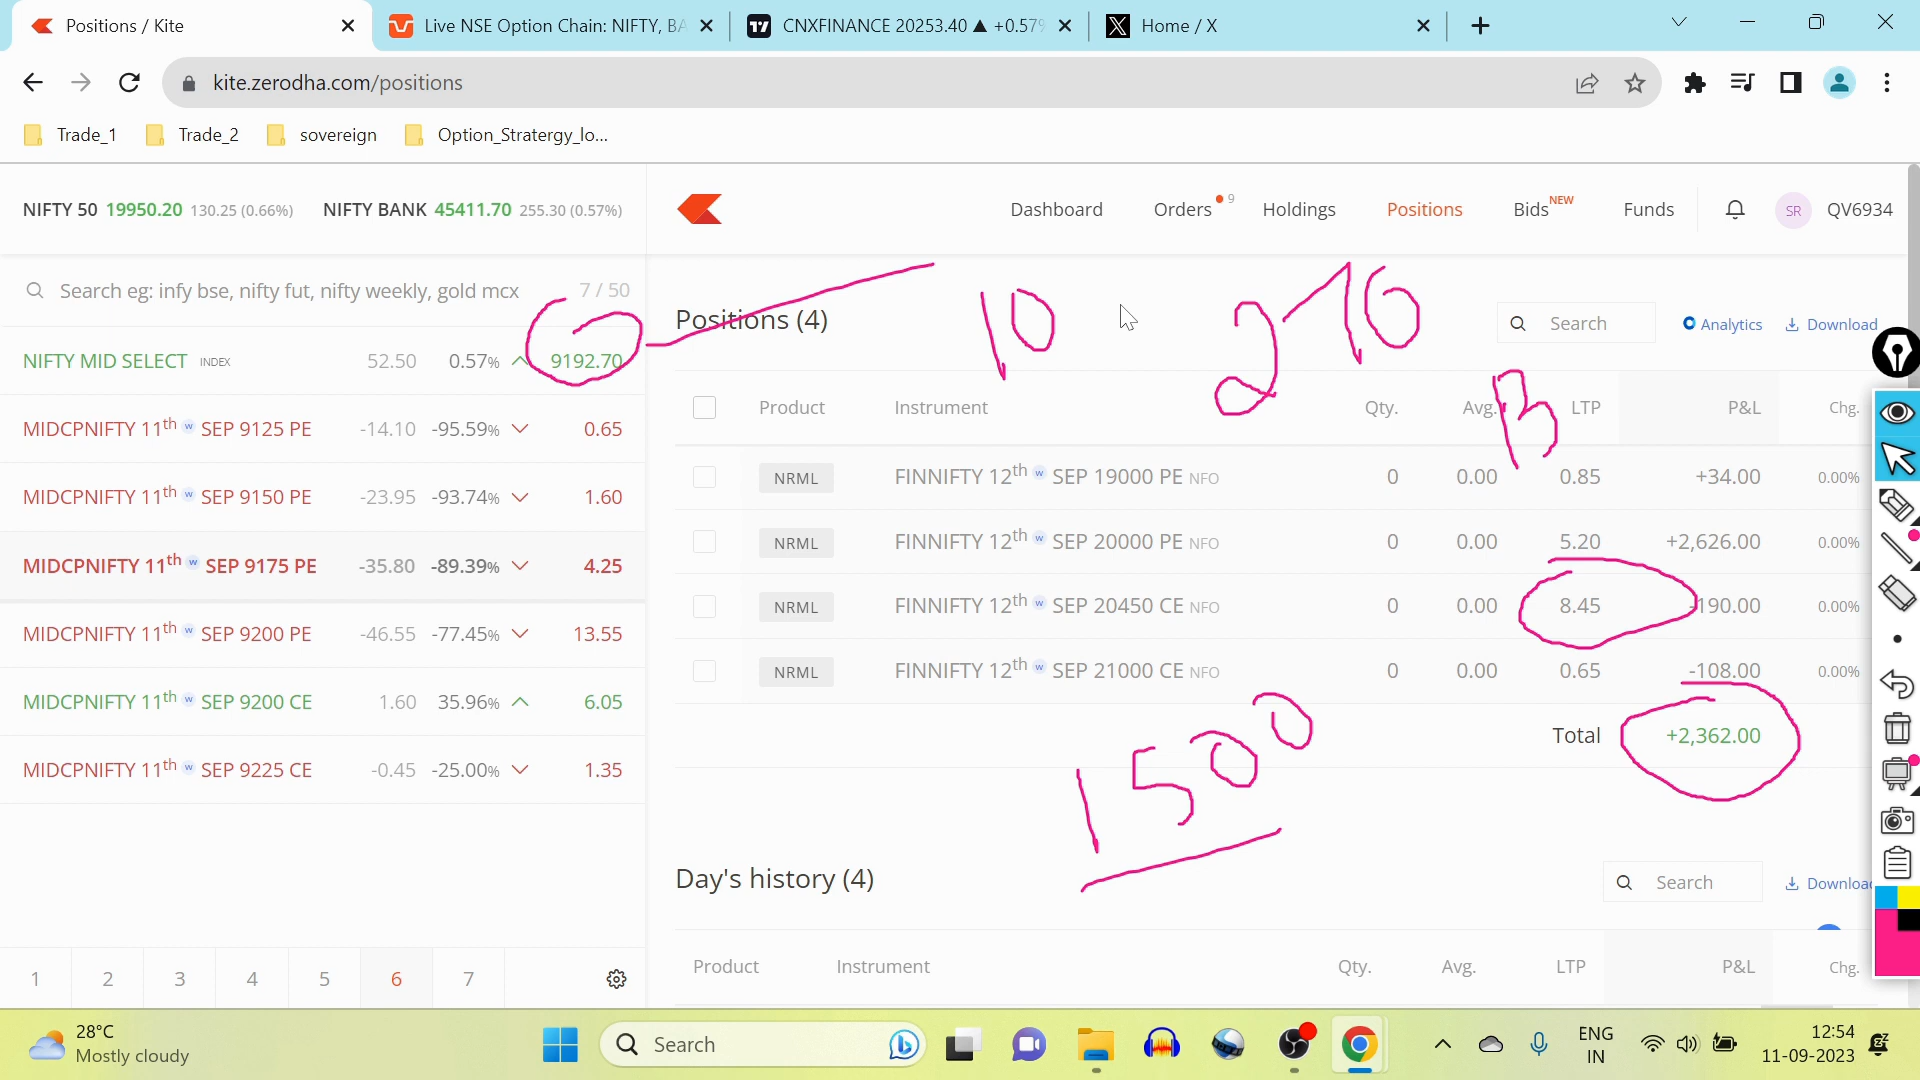 Positions / Kite
Live NSE Option Chain: NIFTY, BA
CNXFINANCE 20253.40 ▲ +0.57%
Home / X
kite.zerodha.com/positions
Trade_1
Trade_2
sovereign
Option_Stratergy_lo...
NIFTY 50 19950.20 130.25 (0.66%)
NIFTY BANK 45411.70 255.30 (0.57%)
Dashboard
Orders 9
Holdings
Positions
Bids NEW
Funds
SR
QV6934
Search eg: infy bse, nifty fut, nifty weekly, gold mcx
7 / 50
NIFTY MID SELECT INDEX 52.50 0.57% 9192.70
MIDCPNIFTY 11th w SEP 9125 PE -14.10 -95.59% 0.65
MIDCPNIFTY 11th w SEP 9150 PE -23.95 -93.74% 1.60
MIDCPNIFTY 11th w SEP 9175 PE -35.80 -89.39% 4.25
MIDCPNIFTY 11th w SEP 9200 PE -46.55 -77.45% 13.55
MIDCPNIFTY 11th w SEP 9200 CE 1.60 35.96% 6.05
MIDCPNIFTY 11th w SEP 9225 CE -0.45 -25.00% 1.35
1 2 3 4 5 6 7
Positions (4)
10
Search
Analytics
Download
Product Instrument Qty. Avg. LTP P&L Chg.
NRML FINNIFTY 12th w SEP 19000 PE NFO 0 0.00 0.85 +34.00 0.00%
NRML FINNIFTY 12th w SEP 20000 PE NFO 0 0.00 5.20 +2,626.00 0.00%
NRML FINNIFTY 12th w SEP 20450 CE NFO 0 0.00 8.45 -190.00 0.00%
NRML FINNIFTY 12th w SEP 21000 CE NFO 0 0.00 0.65 -108.00 0.00%
Total +2,362.00
1500
Day's history (4)
Search
Download
Product Instrument Qty. Avg. LTP P&L Chg.
28°C
Mostly cloudy
Search
ENG
IN
12:54
11-09-2023